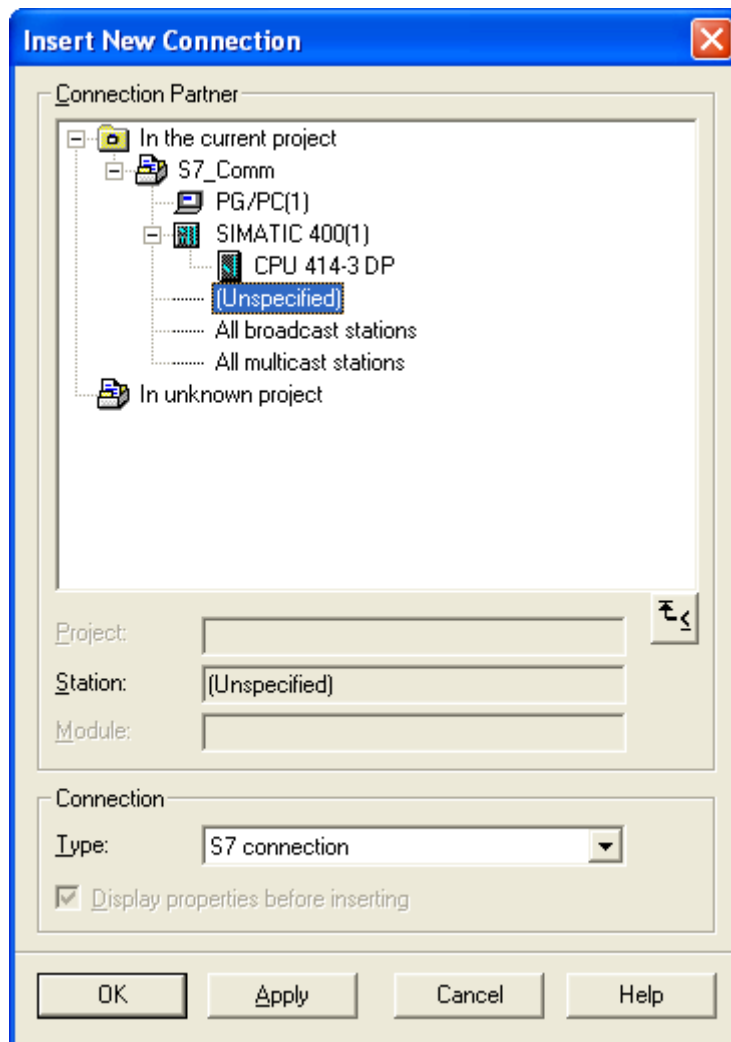 Insert New Connection
Connection Partner
In the current project
S7_Comm
PG/PC(1)
SIMATIC 400(1)
CPU 414-3 DP
(Unspecified)
All broadcast stations
All multicast stations
In unknown project
Project:
Station: (Unspecified)
Module:
Connection
Type: S7 connection
Display properties before inserting
OK Apply Cancel Help